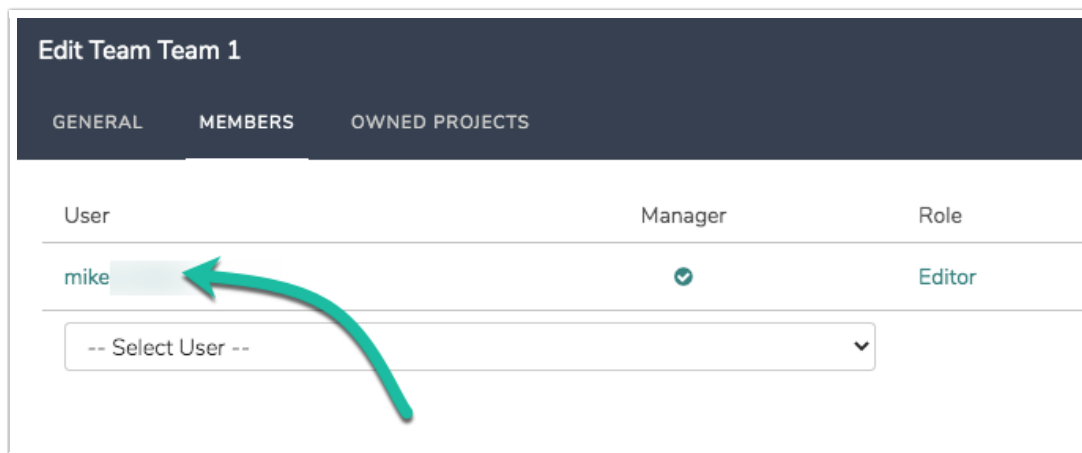 Edit Team Team 1
GENERAL MEMBERS OWNED PROJECTS
User Manager Role
mike Editor
-- Select User --